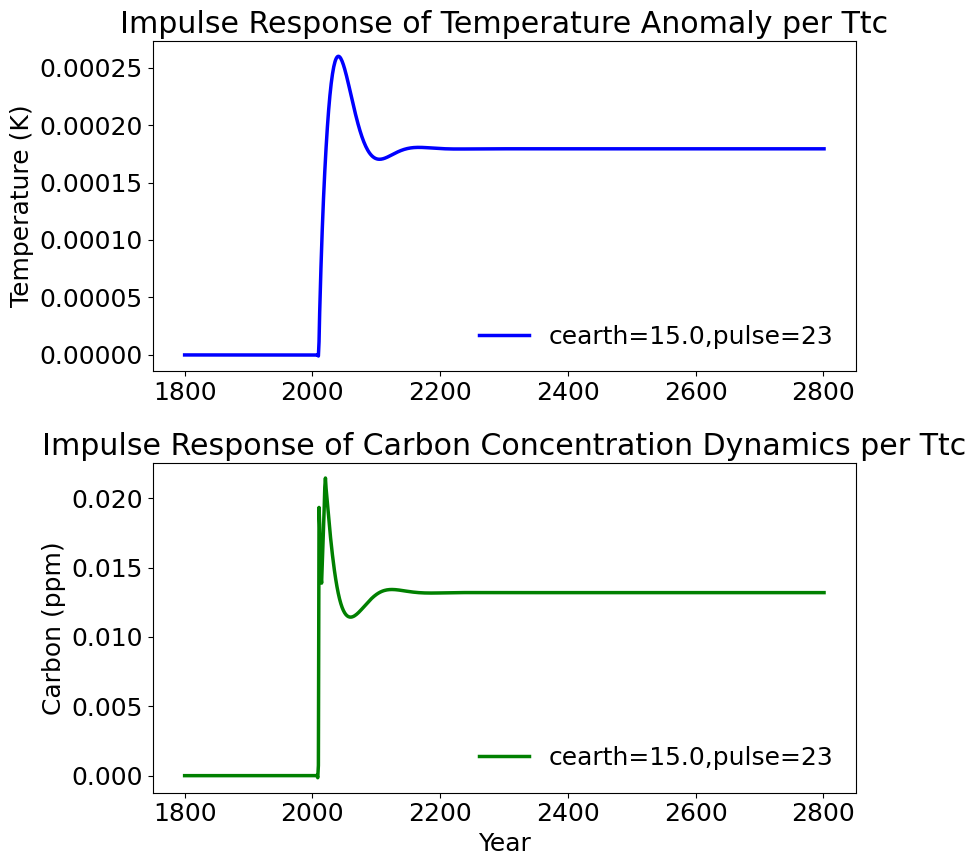 Impulse Response of Temperature Anomaly per Ttc
Temperature (K)
0.00025
0.00020
0.00015
0.00010
0.00005
0.00000
cearth=15.0,pulse=23
1800 2000 2200 2400 2600 2800
Impulse Response of Carbon Concentration Dynamics per Ttc
Carbon (ppm)
0.020
0.015
0.010
0.005
0.000
cearth=15.0,pulse=23
1800 2000 2200 2400 2600 2800
Year